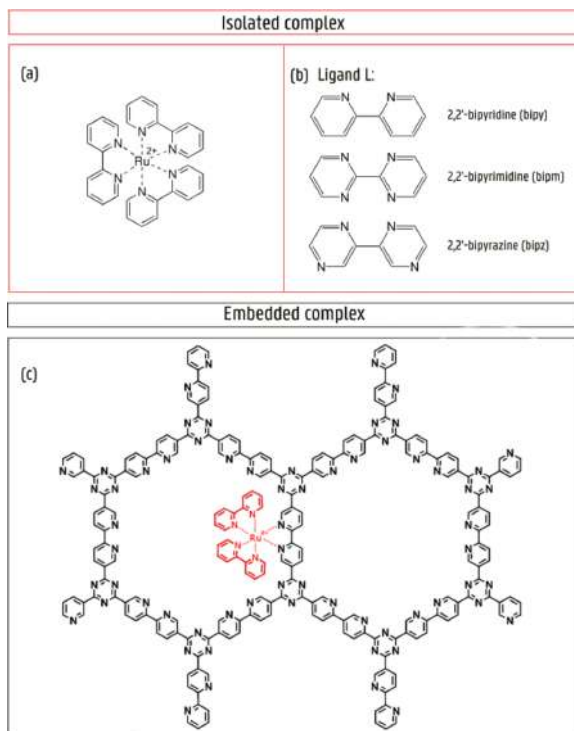 Isolated complex
(a)
(b) Ligand L:
2,2'-bipyridine (bipy)
2,2'-bipyrimidine (bipm)
2,2'-bipyrazine (bipz)
Ru
2+
Embedded complex
(c)
Ru